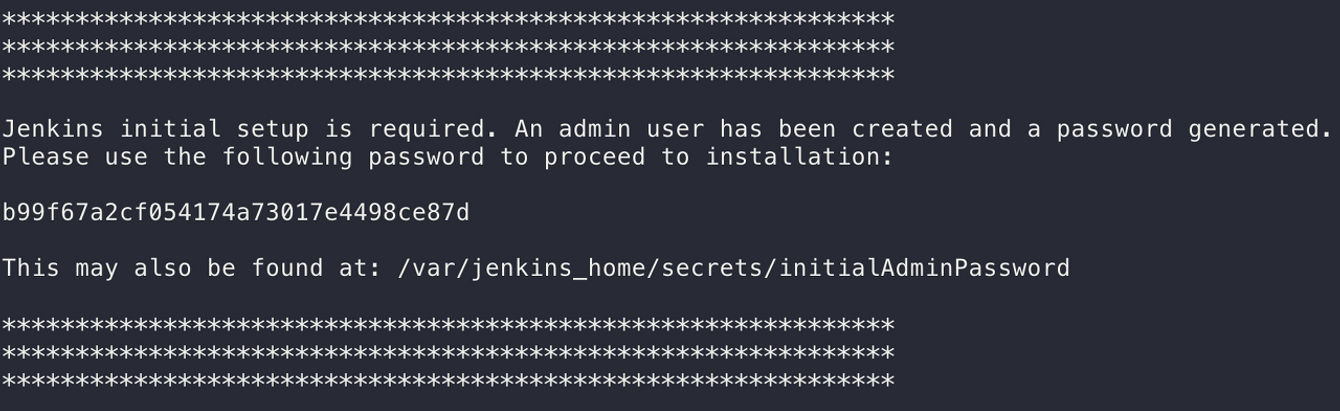 *************************************************************
*************************************************************
*************************************************************
Jenkins initial setup is required. An admin user has been created and a password generated.
Please use the following password to proceed to installation:
b99f67a2cf054174a73017e4498ce87d
This may also be found at: /var/jenkins_home/secrets/initialAdminPassword
*************************************************************
*************************************************************
*************************************************************